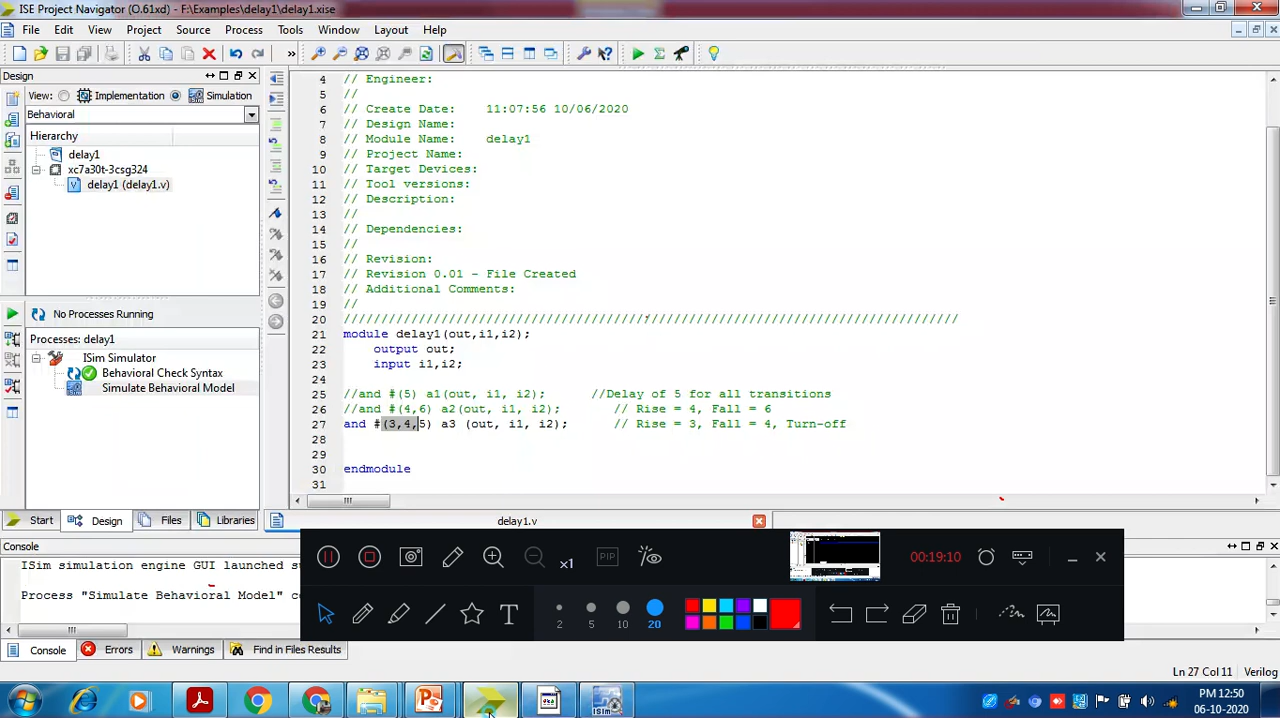 ISE Project Navigator (O.61xd) - F:\Examples\delay1\delay1.xise
File Edit View Project Source Process Tools Window Layout Help
Design
View: Implementation Simulation
Behavioral
Hierarchy
delay1
xc7a30t-3csg324
delay1 (delay1.v)
No Processes Running
Processes: delay1
ISim Simulator
Behavioral Check Syntax
Simulate Behavioral Model
Start Design Files Libraries
4 // Engineer:
5 //
6 // Create Date: 11:07:56 10/06/2020
7 // Design Name:
8 // Module Name: delay1
9 // Project Name:
10 // Target Devices:
11 // Tool versions:
12 // Description:
13 //
14 // Dependencies:
15 //
16 // Revision:
17 // Revision 0.01 - File Created
18 // Additional Comments:
19 //
20 //////////////////////////////////////////////////////////////////////////////////
21 module delay1(out,i1,i2);
22 output out;
23 input i1,i2;
24
25 //and #(5) a1(out, i1, i2); //Delay of 5 for all transitions
26 //and #(4,6) a2(out, i1, i2); // Rise = 4, Fall = 6
27 and #(3,4,5) a3 (out, i1, i2); // Rise = 3, Fall = 4, Turn-off
28
29
30 endmodule
31
delay1.v
Console
ISim simulation engine GUI launched su
Process "Simulate Behavioral Model" co
PIP
x1
00:19:10
T
2 5 10 20
Console Errors Warnings Find in Files Results
Ln 27 Col 11 Verilog
ISim
PM 12:50
06-10-2020